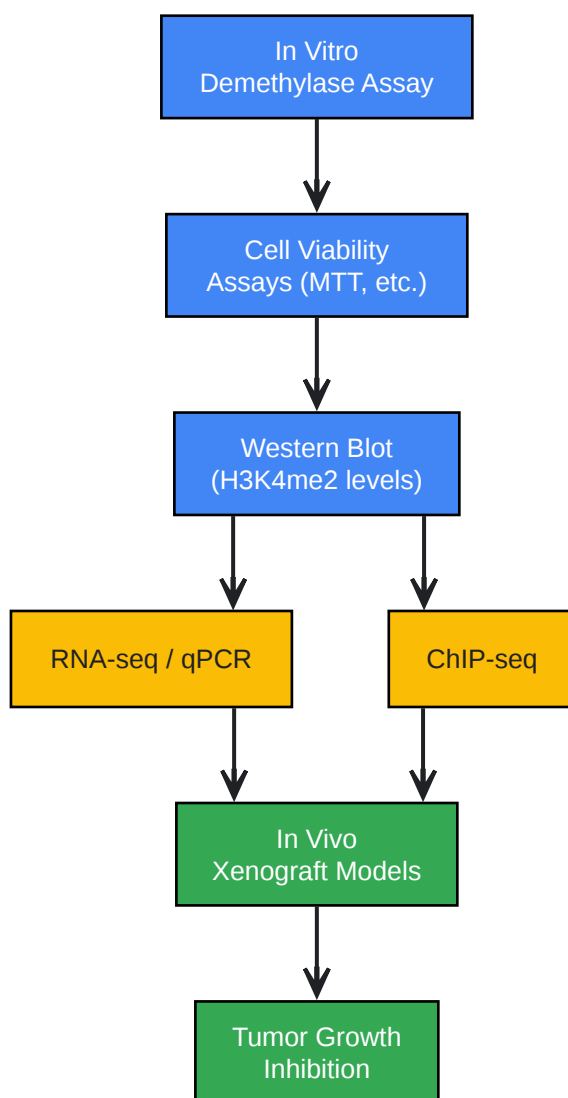 In Vitro
Demethylase Assay
Cell Viability
Assays (MTT, etc.)
Western Blot
(H3K4me2 levels)
RNA-seq / qPCR
ChIP-seq
In Vivo
Xenograft Models
Tumor Growth
Inhibition